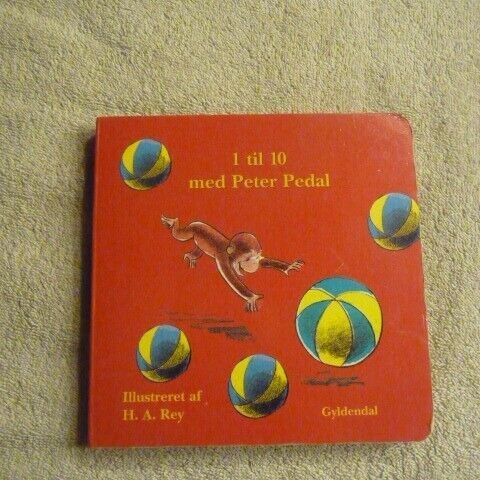 1 til 10
med Peter Pedal
Illustreret af
H. A. Rey
Gyldendal